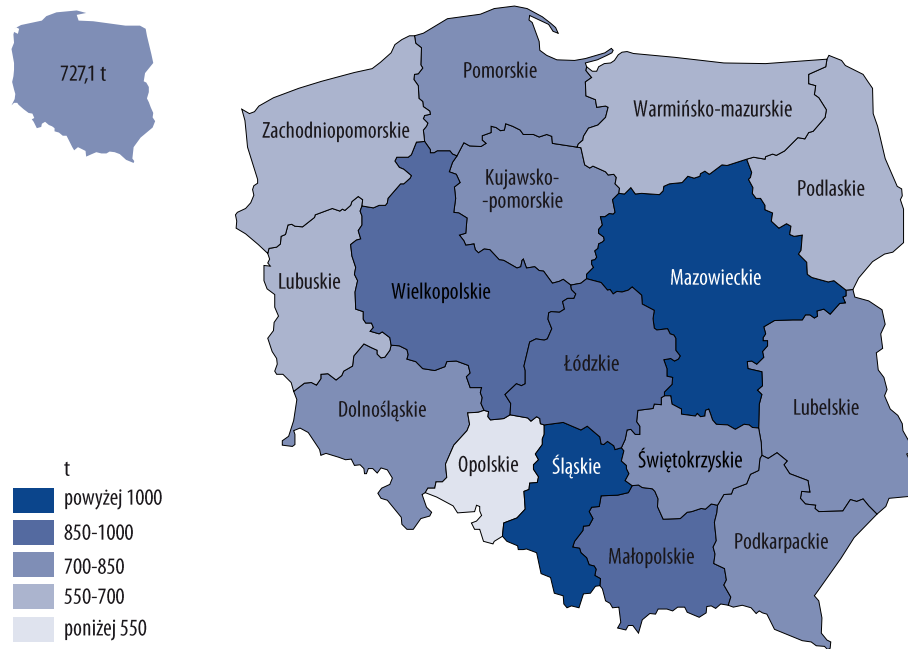 727,1 t
Pomorskie
Warmińsko-mazurskie
Zachodniopomorskie
Kujawsko-
-pomorskie
Podlaskie
Lubuskie
Wielkopolskie
Mazowieckie
Łódzkie
Dolnośląskie
Lubelskie
Opolskie
Śląskie
Świętokrzyskie
Małopolskie
Podkarpackie
t
powyżej 1000
850-1000
700-850
550-700
poniżej 550